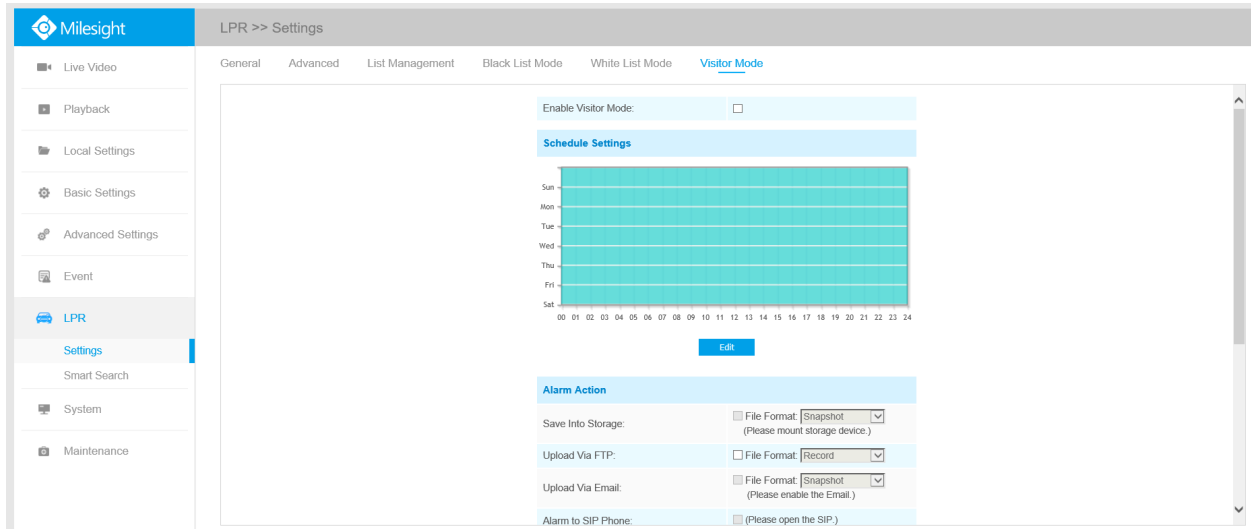 Milesight
LPR >> Settings
Live Video
Playback
Local Settings
Basic Settings
Advanced Settings
Event
LPR
Settings
Smart Search
System
Maintenance
General Advanced List Management Black List Mode White List Mode Visitor Mode
Enable Visitor Mode:
Schedule Settings
Sun
Mon
Tue
Wed
Thu
Fri
Sat
00 01 02 03 04 05 06 07 08 09 10 11 12 13 14 15 16 17 18 19 20 21 22 23 24
Edit
Alarm Action
Save Into Storage: File Format: Snapshot
(Please mount storage device.)
Upload Via FTP: File Format: Record
Upload Via Email: File Format: Snapshot
(Please enable the Email.)
Alarm to SIP Phone: (Please open the SIP.)